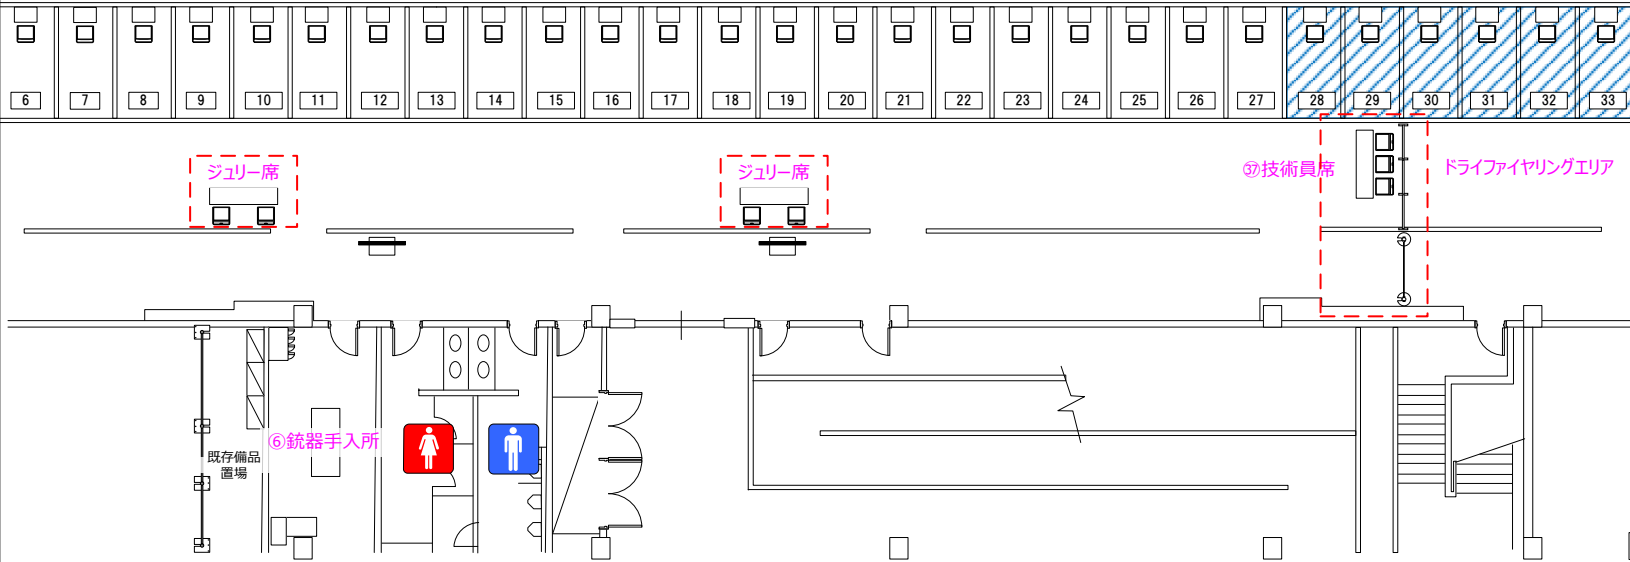 6 7 8 9 10 11 12 13 14 15 16 17 18 19 20 21 22 23 24 25 26 27 28 29 30 31 32 33
ジュリー席 ジュリー席 ㊲技術員席 ドライファイヤリングエリア
⑥銃器手入所
既存備品
置場